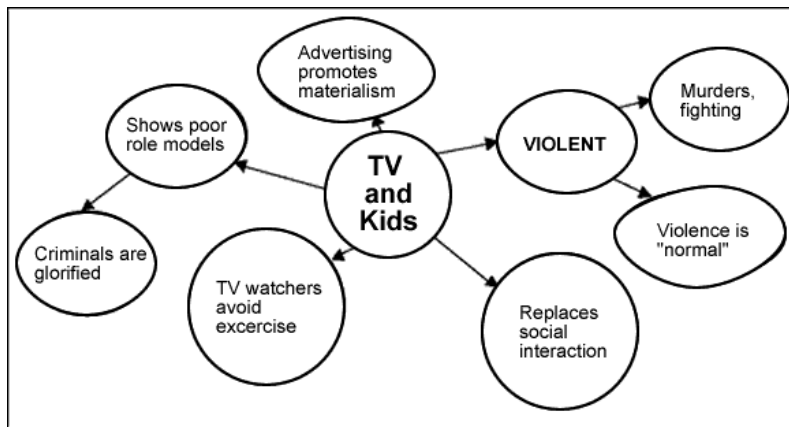 Advertising
promotes
materialism
Shows poor
role models
Murders,
fighting
VIOLENT
TV
and
Kids
Criminals are
glorified
Violence is
"normal"
TV watchers
avoid
excercise
Replaces
social
interaction